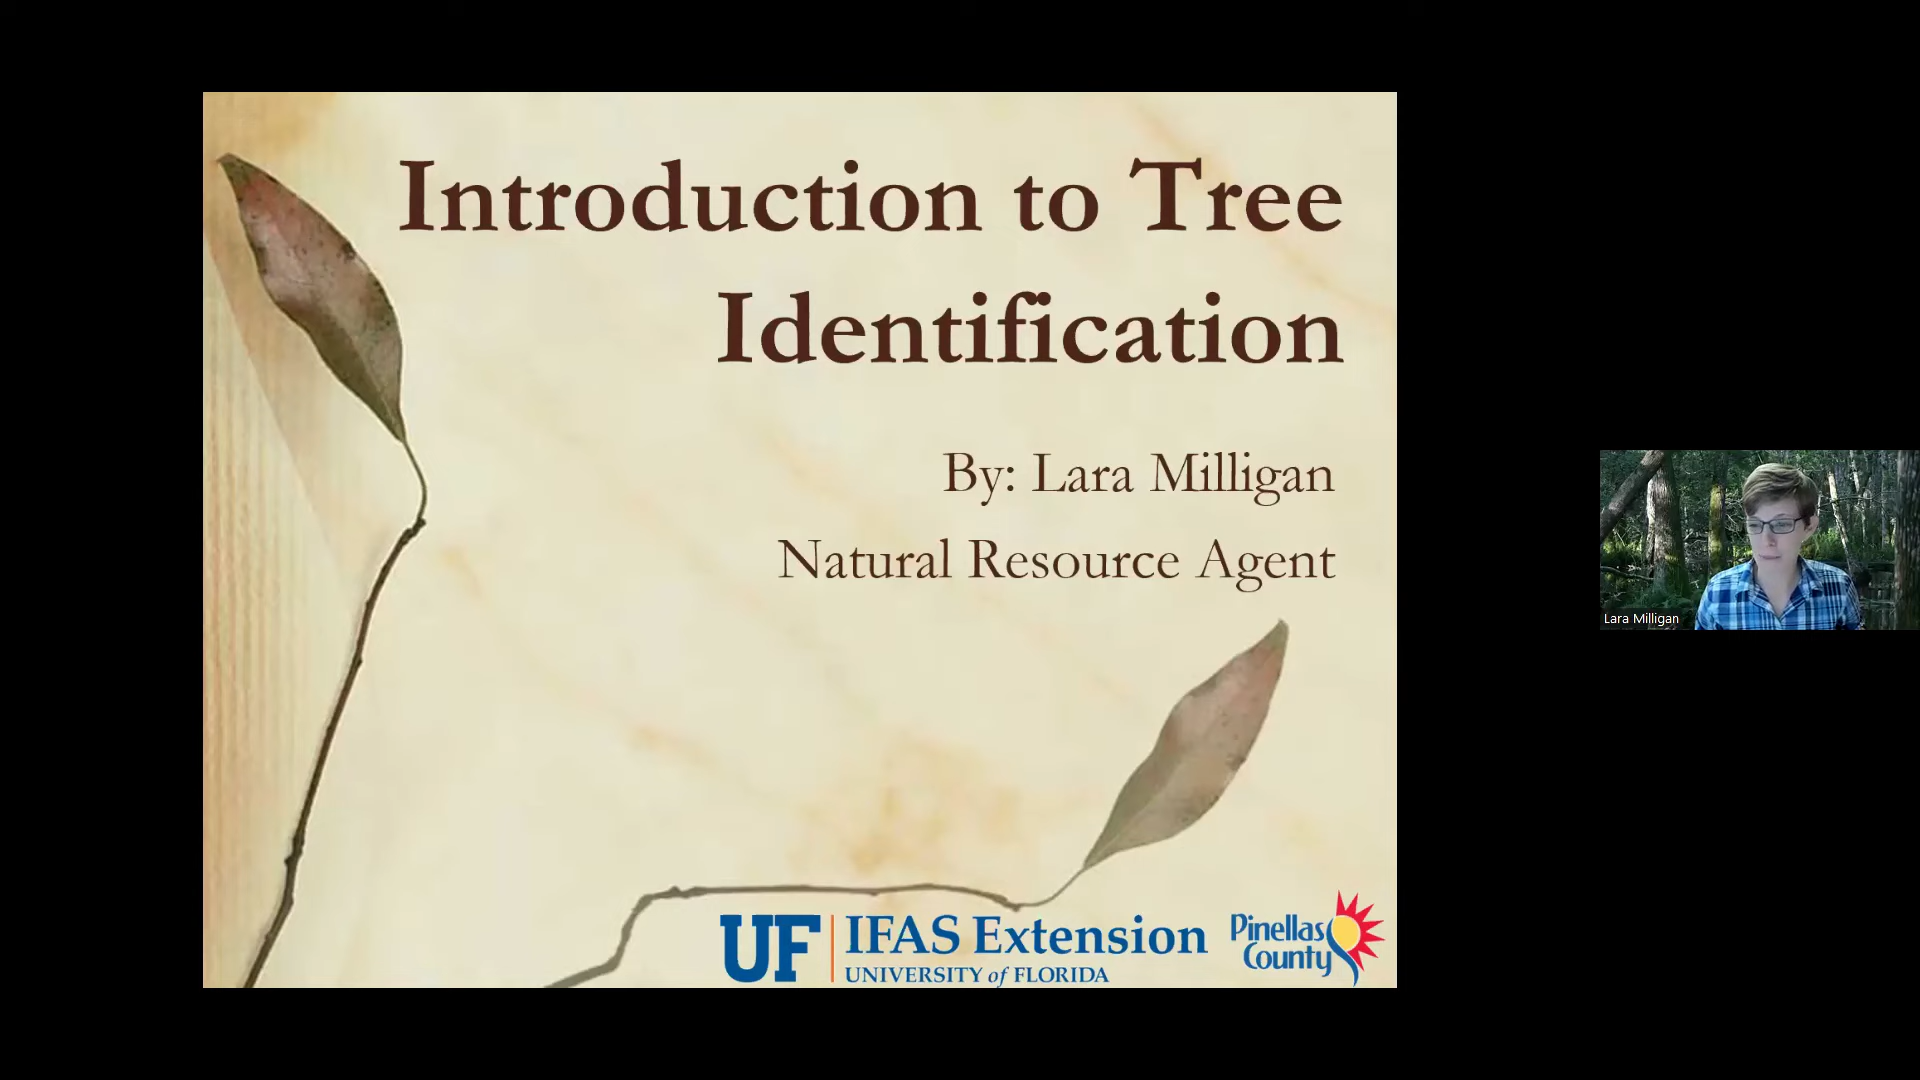 Introduction to Tree
Identification
By: Lara Milligan
Natural Resource Agent
UF IFAS Extension
UNIVERSITY of FLORIDA
Pinellas
County
Lara Milligan